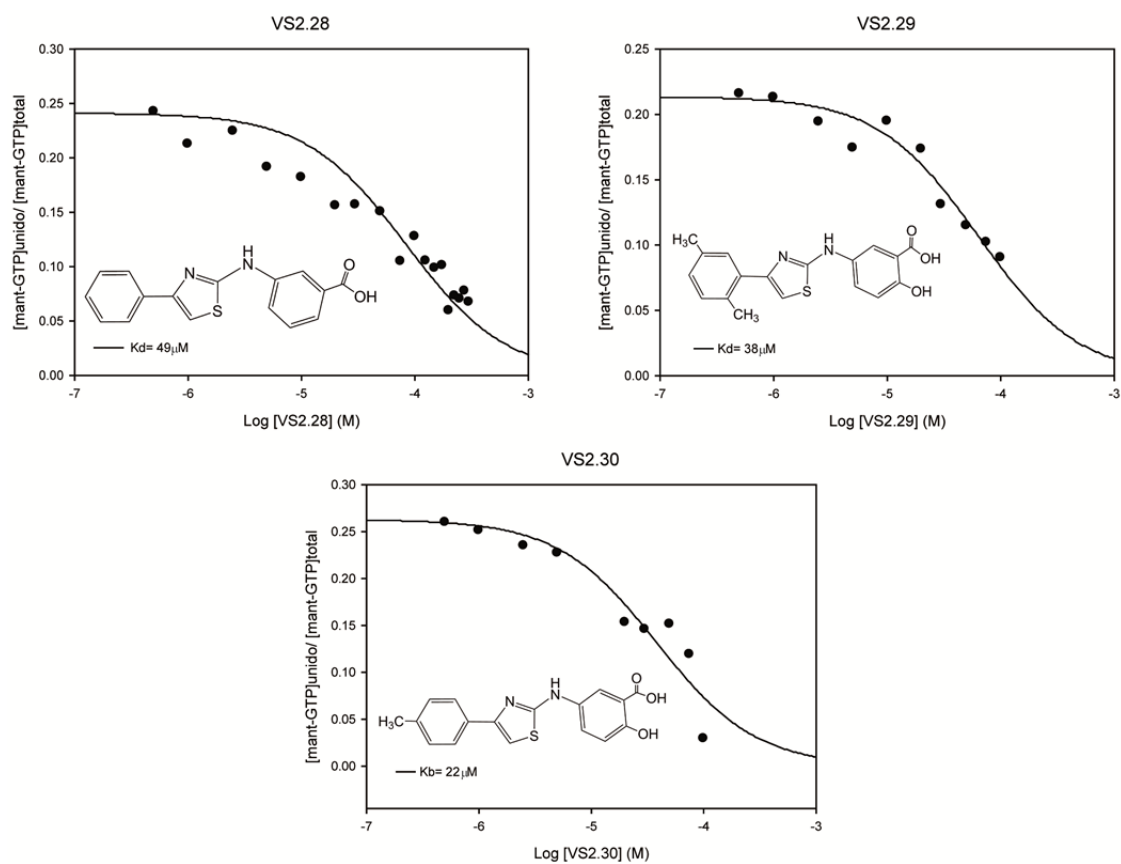 VS2.28
0.30
0.25
0.20
0.15
0.10
0.05
0.00
[mant-GTP]unido/ [mant-GTP]total
N
H
N
S
O
OH
Kd= 49μM
-7
-6
-5
-4
-3
Log [VS2.28] (M)
VS2.29
0.25
0.20
0.15
0.10
0.05
0.00
[mant-GTP]unido/ [mant-GTP]total
H₃C
CH₃
N
S
H
N
O
OH
OH
Kd= 38μM
-7
-6
-5
-4
-3
Log [VS2.29] (M)
VS2.30
0.30
0.25
0.20
0.15
0.10
0.05
0.00
[mant-GTP]unido/ [mant-GTP]total
H₃C
N
S
H
N
O
OH
OH
Kb= 22μM
-7
-6
-5
-4
-3
Log [VS2.30] (M)